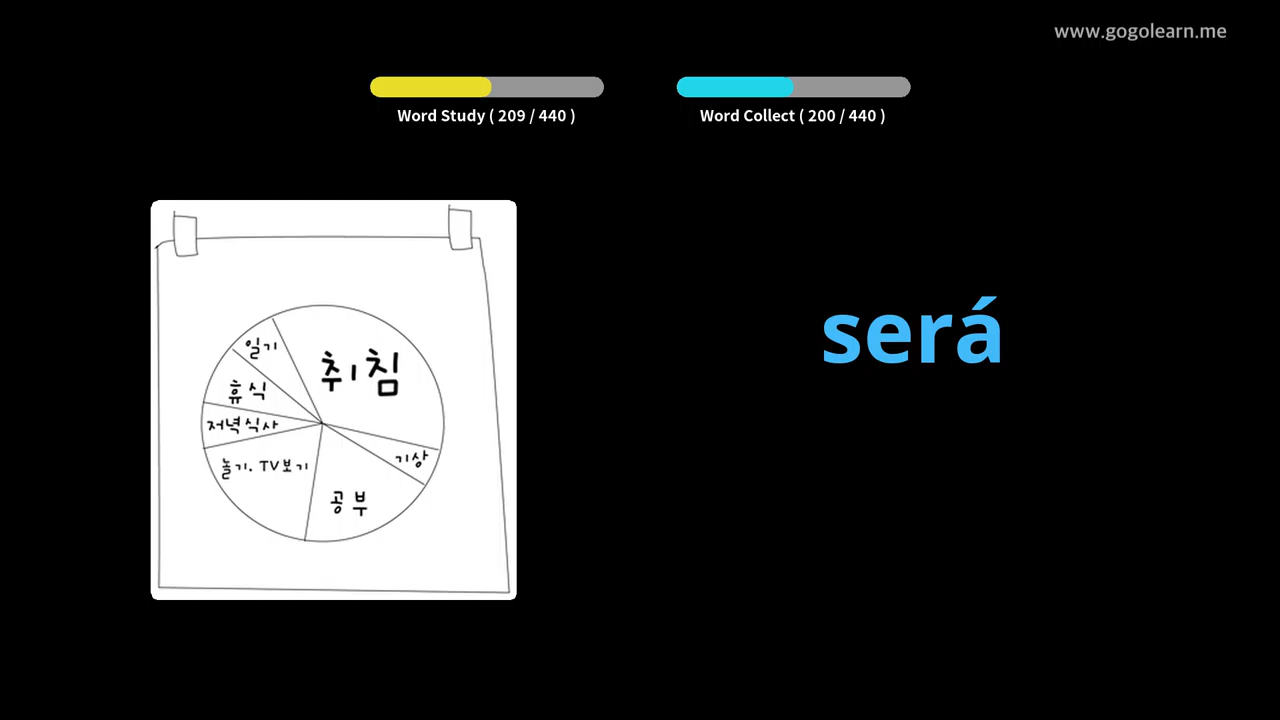 www.gogolearn.me
Word Study ( 209 / 440 )
Word Collect ( 200 / 440 )
일기
취침
휴식
저녁식사
놀기. TV보기
기상
공부
será